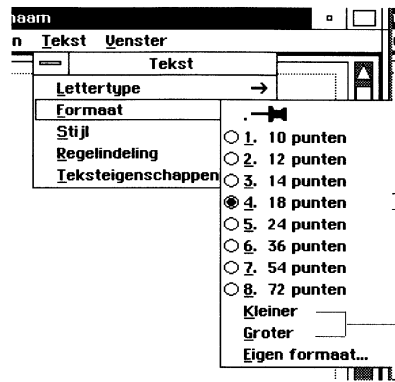 naam
n Tekst Venster
Tekst
Lettertype →
Formaat
Stijl
Regelindeling
Teksteigenschappen
1. 10 punten
2. 12 punten
3. 14 punten
4. 18 punten
5. 24 punten
6. 36 punten
7. 54 punten
8. 72 punten
Kleiner
Groter
Eigen formaat...